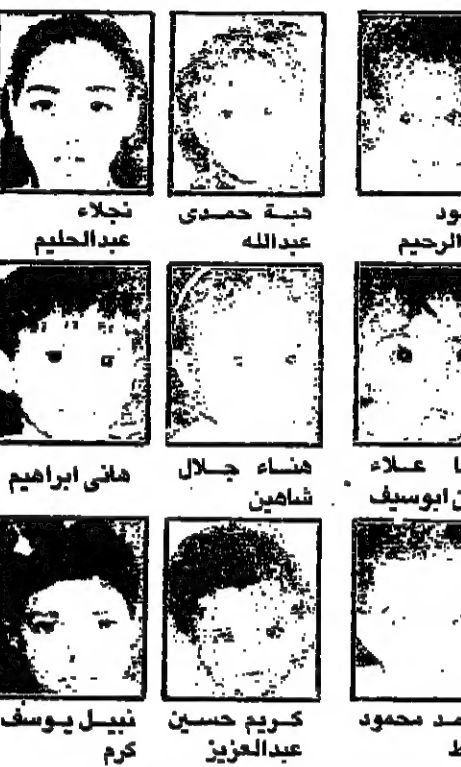 هبة حمدى
عبدالله
نجلاء
عبدالحليم
الرحيم
علاء
ابوسيف
هناء جلال
شاهين
هانى ابراهيم
محمود
كريم حسين
عبدالعزيز
نبيل يوسف
كرم